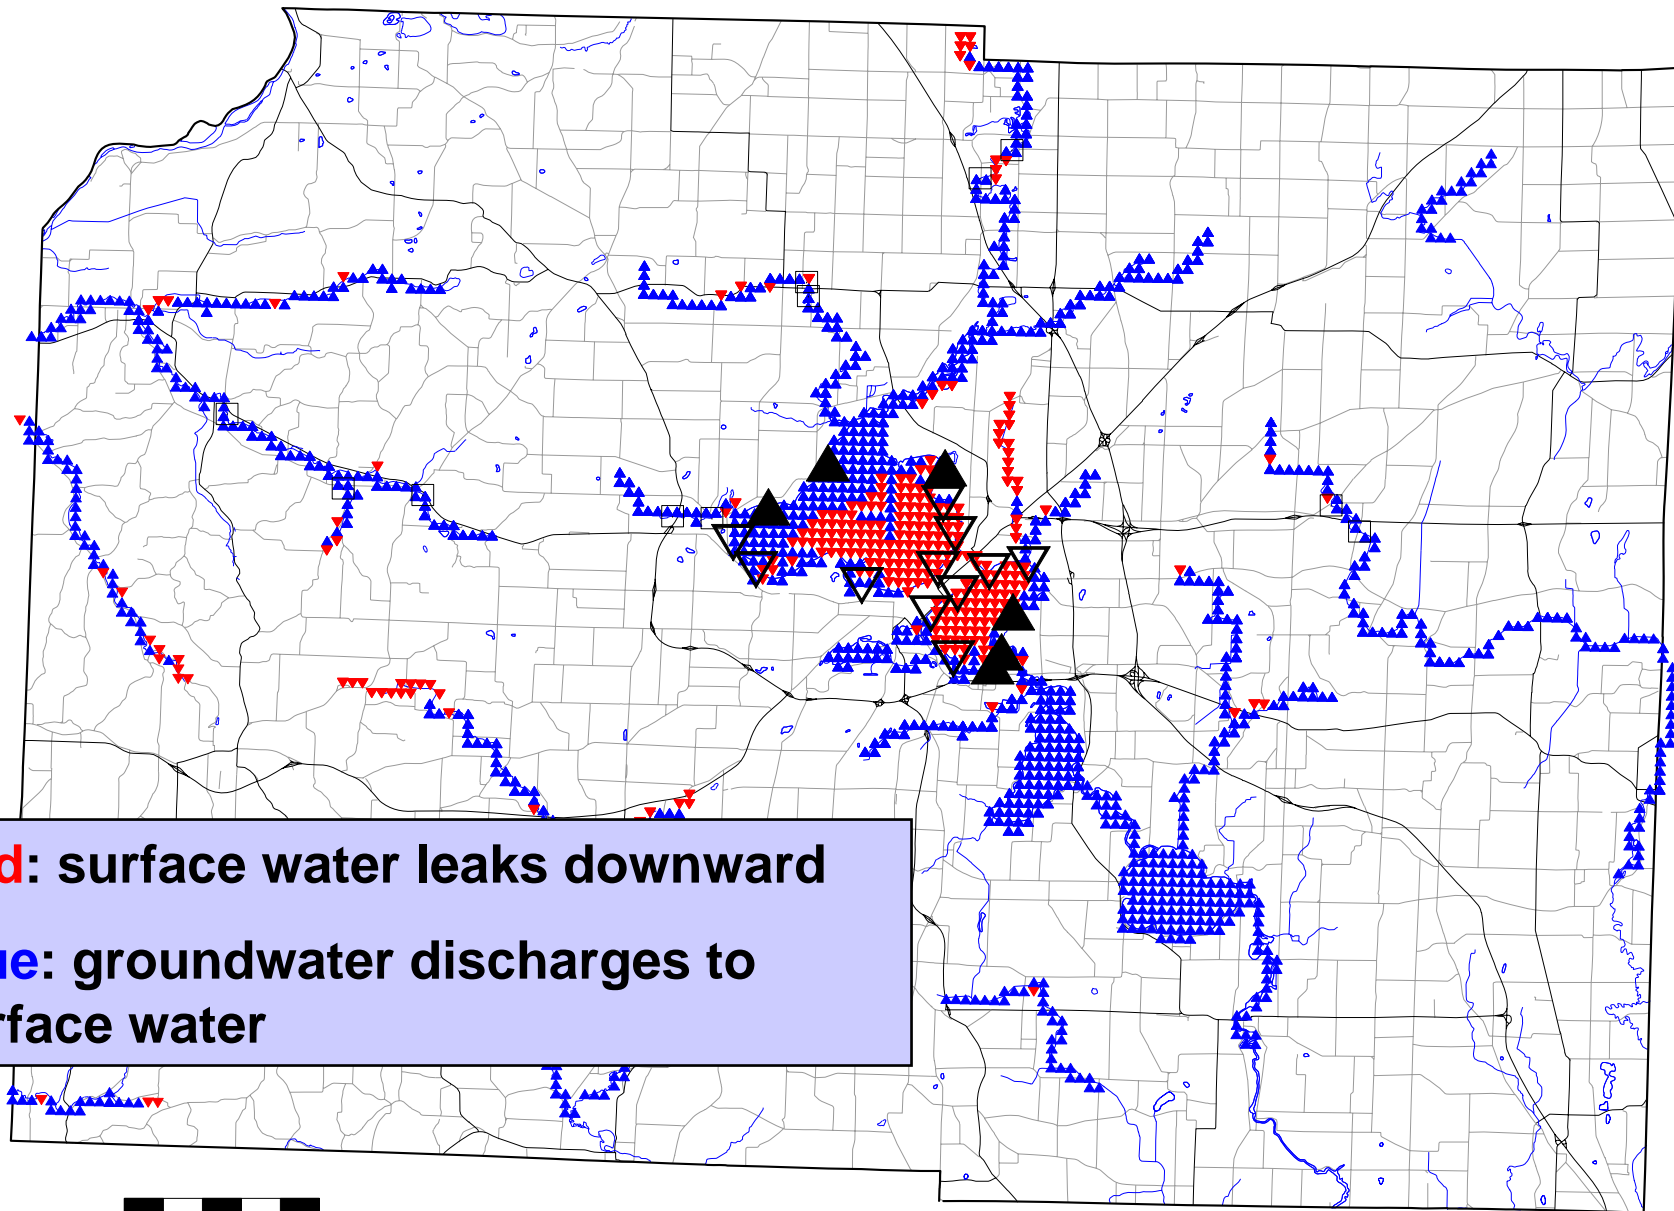 d: surface water leaks downward
ue: groundwater discharges to
rface water